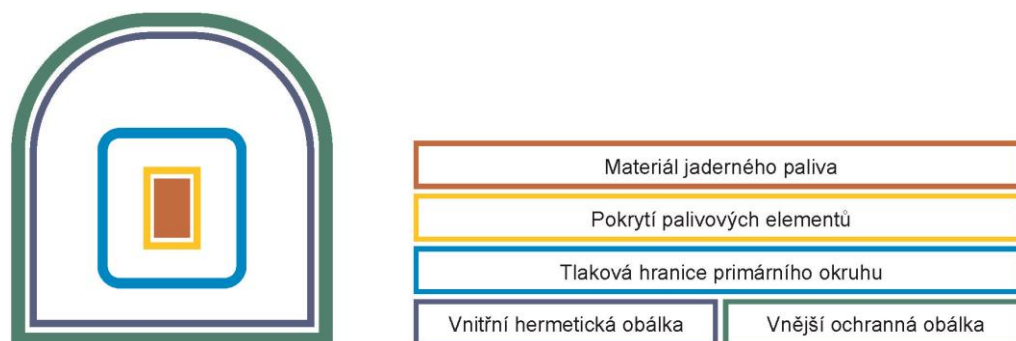 Materiál jaderného paliva
Pokrytí palivových elementů
Tlaková hranice primárního okruhu
Vnitřní hermetická obálka
Vnější ochranná obálka